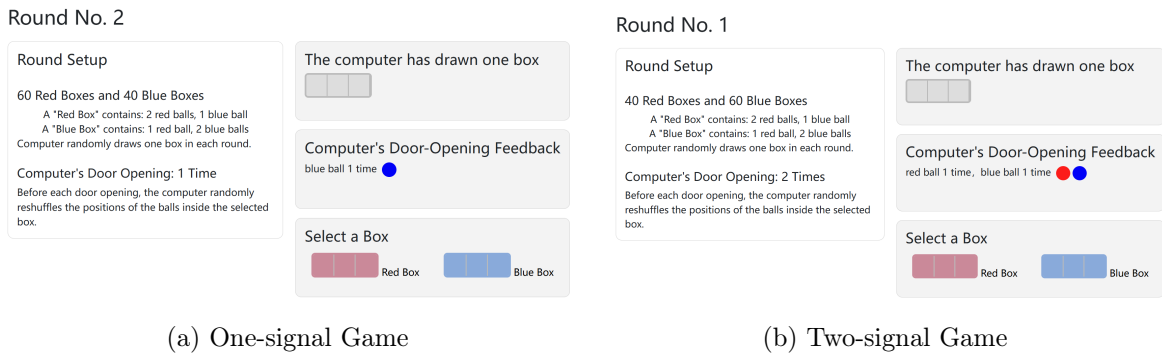 Round No. 2
Round Setup
60 Red Boxes and 40 Blue Boxes
A "Red Box" contains: 2 red balls, 1 blue ball
A "Blue Box" contains: 1 red ball, 2 blue balls
Computer randomly draws one box in each round.
Computer's Door Opening: 1 Time
Before each door opening, the computer randomly
reshuffles the positions of the balls inside the selected
box.
The computer has drawn one box
Computer's Door-Opening Feedback
blue ball 1 time
Select a Box
Red Box
Blue Box
(a) One-signal Game
Round No. 1
Round Setup
40 Red Boxes and 60 Blue Boxes
A "Red Box" contains: 2 red balls, 1 blue ball
A "Blue Box" contains: 1 red ball, 2 blue balls
Computer randomly draws one box in each round.
Computer's Door Opening: 2 Times
Before each door opening, the computer randomly
reshuffles the positions of the balls inside the selected
box.
The computer has drawn one box
Computer's Door-Opening Feedback
red ball 1 time, blue ball 1 time
Select a Box
Red Box
Blue Box
(b) Two-signal Game